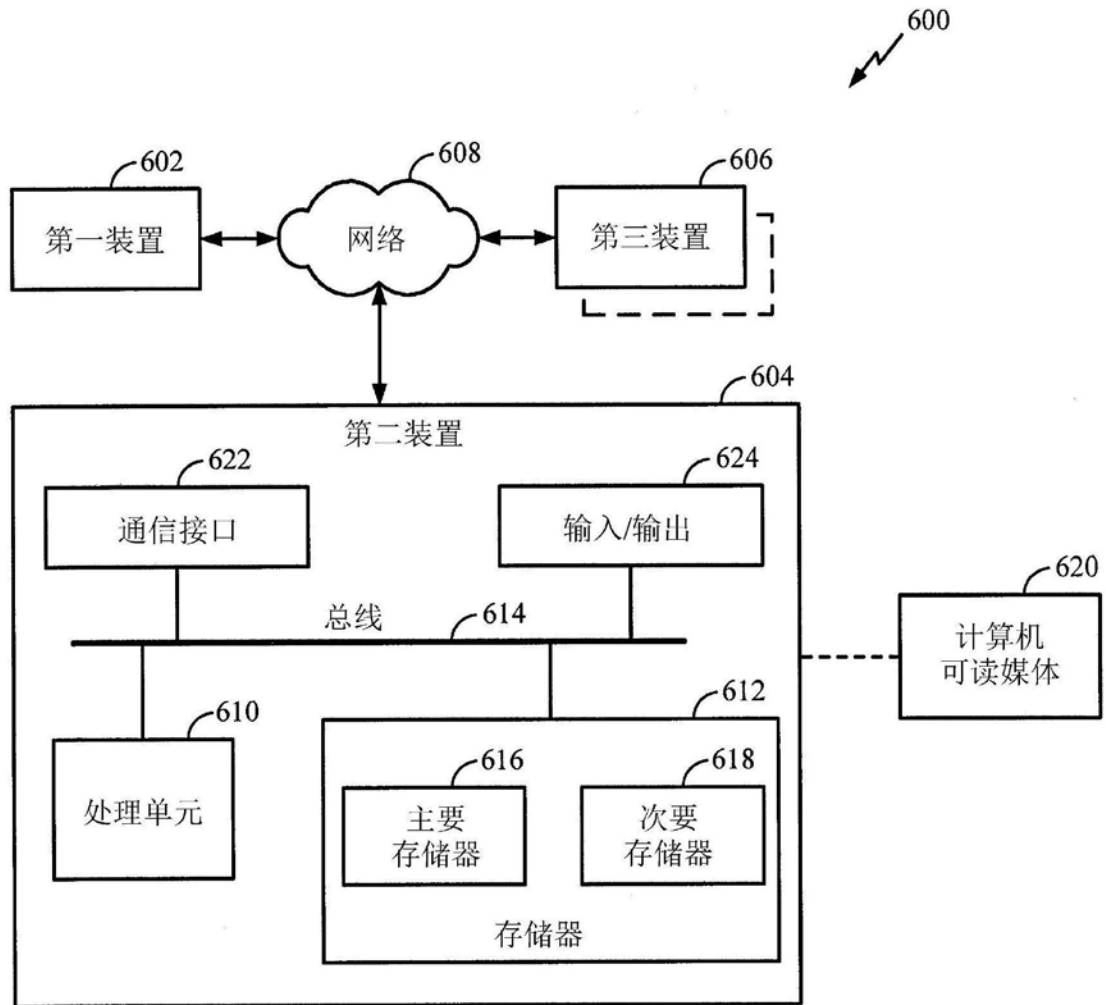 600
602
608
606
第一装置
网络
第三装置
604
第二装置
622
624
通信接口
输入/输出
620
总线
614
计算机
可读媒体
610
612
616
618
处理单元
主要
存储器
次要
存储器
存储器